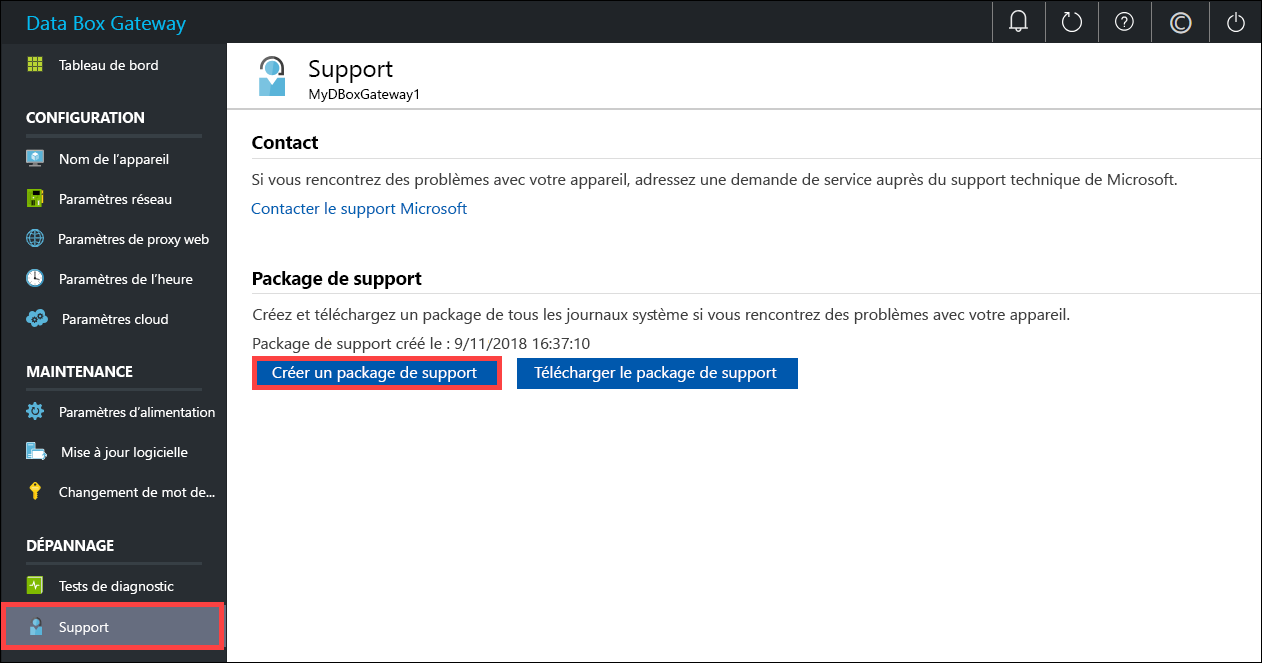 Data Box Gateway
Tableau de bord
CONFIGURATION
Nom de l'appareil
Paramètres réseau
Paramètres de proxy web
Paramètres de l'heure
Paramètres cloud
MAINTENANCE
Paramètres d'alimentation
Mise à jour logicielle
Changement de mot de...
DÉPANNAGE
Tests de diagnostic
Support
Support
MyDBoxGateway1
Contact
Si vous rencontrez des problèmes avec votre appareil, adressez une demande de service auprès du support technique de Microsoft.
Contacter le support Microsoft
Package de support
Créez et téléchargez un package de tous les journaux système si vous rencontrez des problèmes avec votre appareil.
Package de support créé le : 9/11/2018 16:37:10
Créer un package de support
Télécharger le package de support